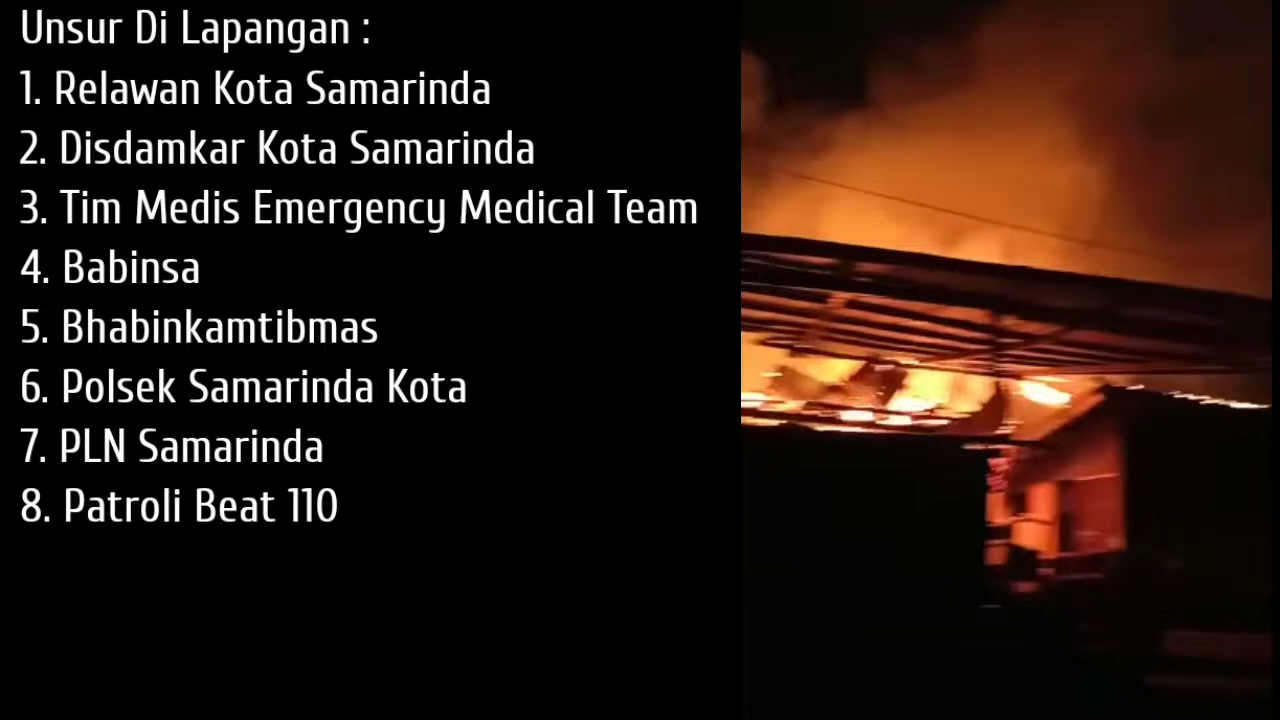 Unsur Di Lapangan :
1. Relawan Kota Samarinda
2. Disdamkar Kota Samarinda
3. Tim Medis Emergency Medical Team
4. Babinsa
5. Bhabinkamtibmas
6. Polsek Samarinda Kota
7. PLN Samarinda
8. Patroli Beat 110